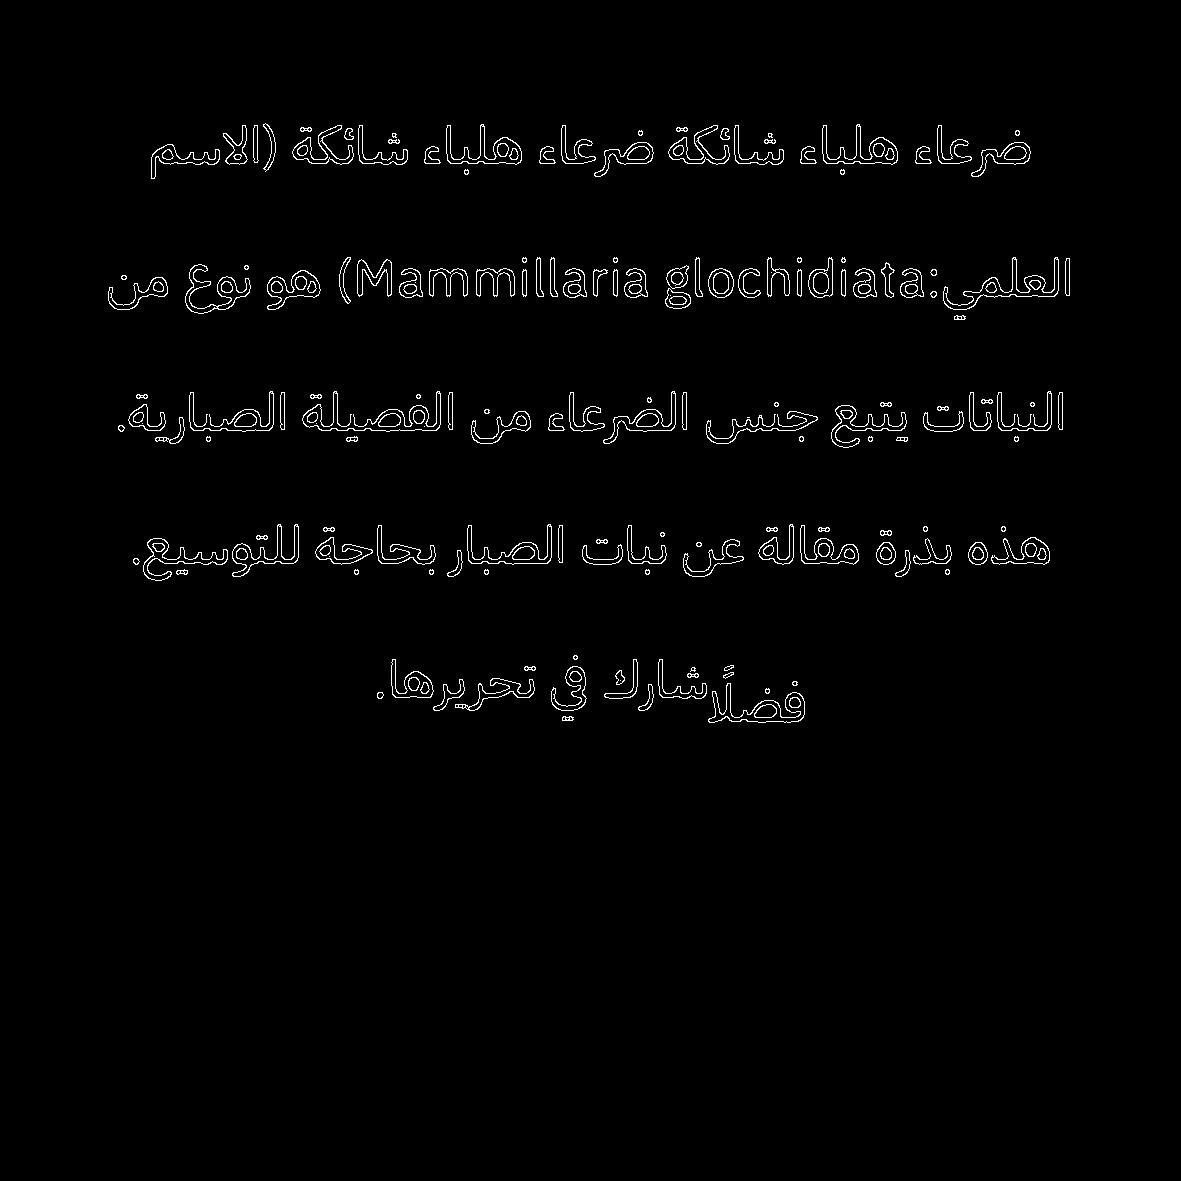 ضرعاء هلباء شائكة ضرعاء هلباء شائكة (الاسم
العلمي:Mammillaria glochidiata) هو نوع من
النباتات يتبع جنس الضرعاء من الفصيلة الصبارية.
هذه بذرة مقالة عن نبات الصبار بحاجة للتوسيع.
فضلًا شارك في تحريرها.